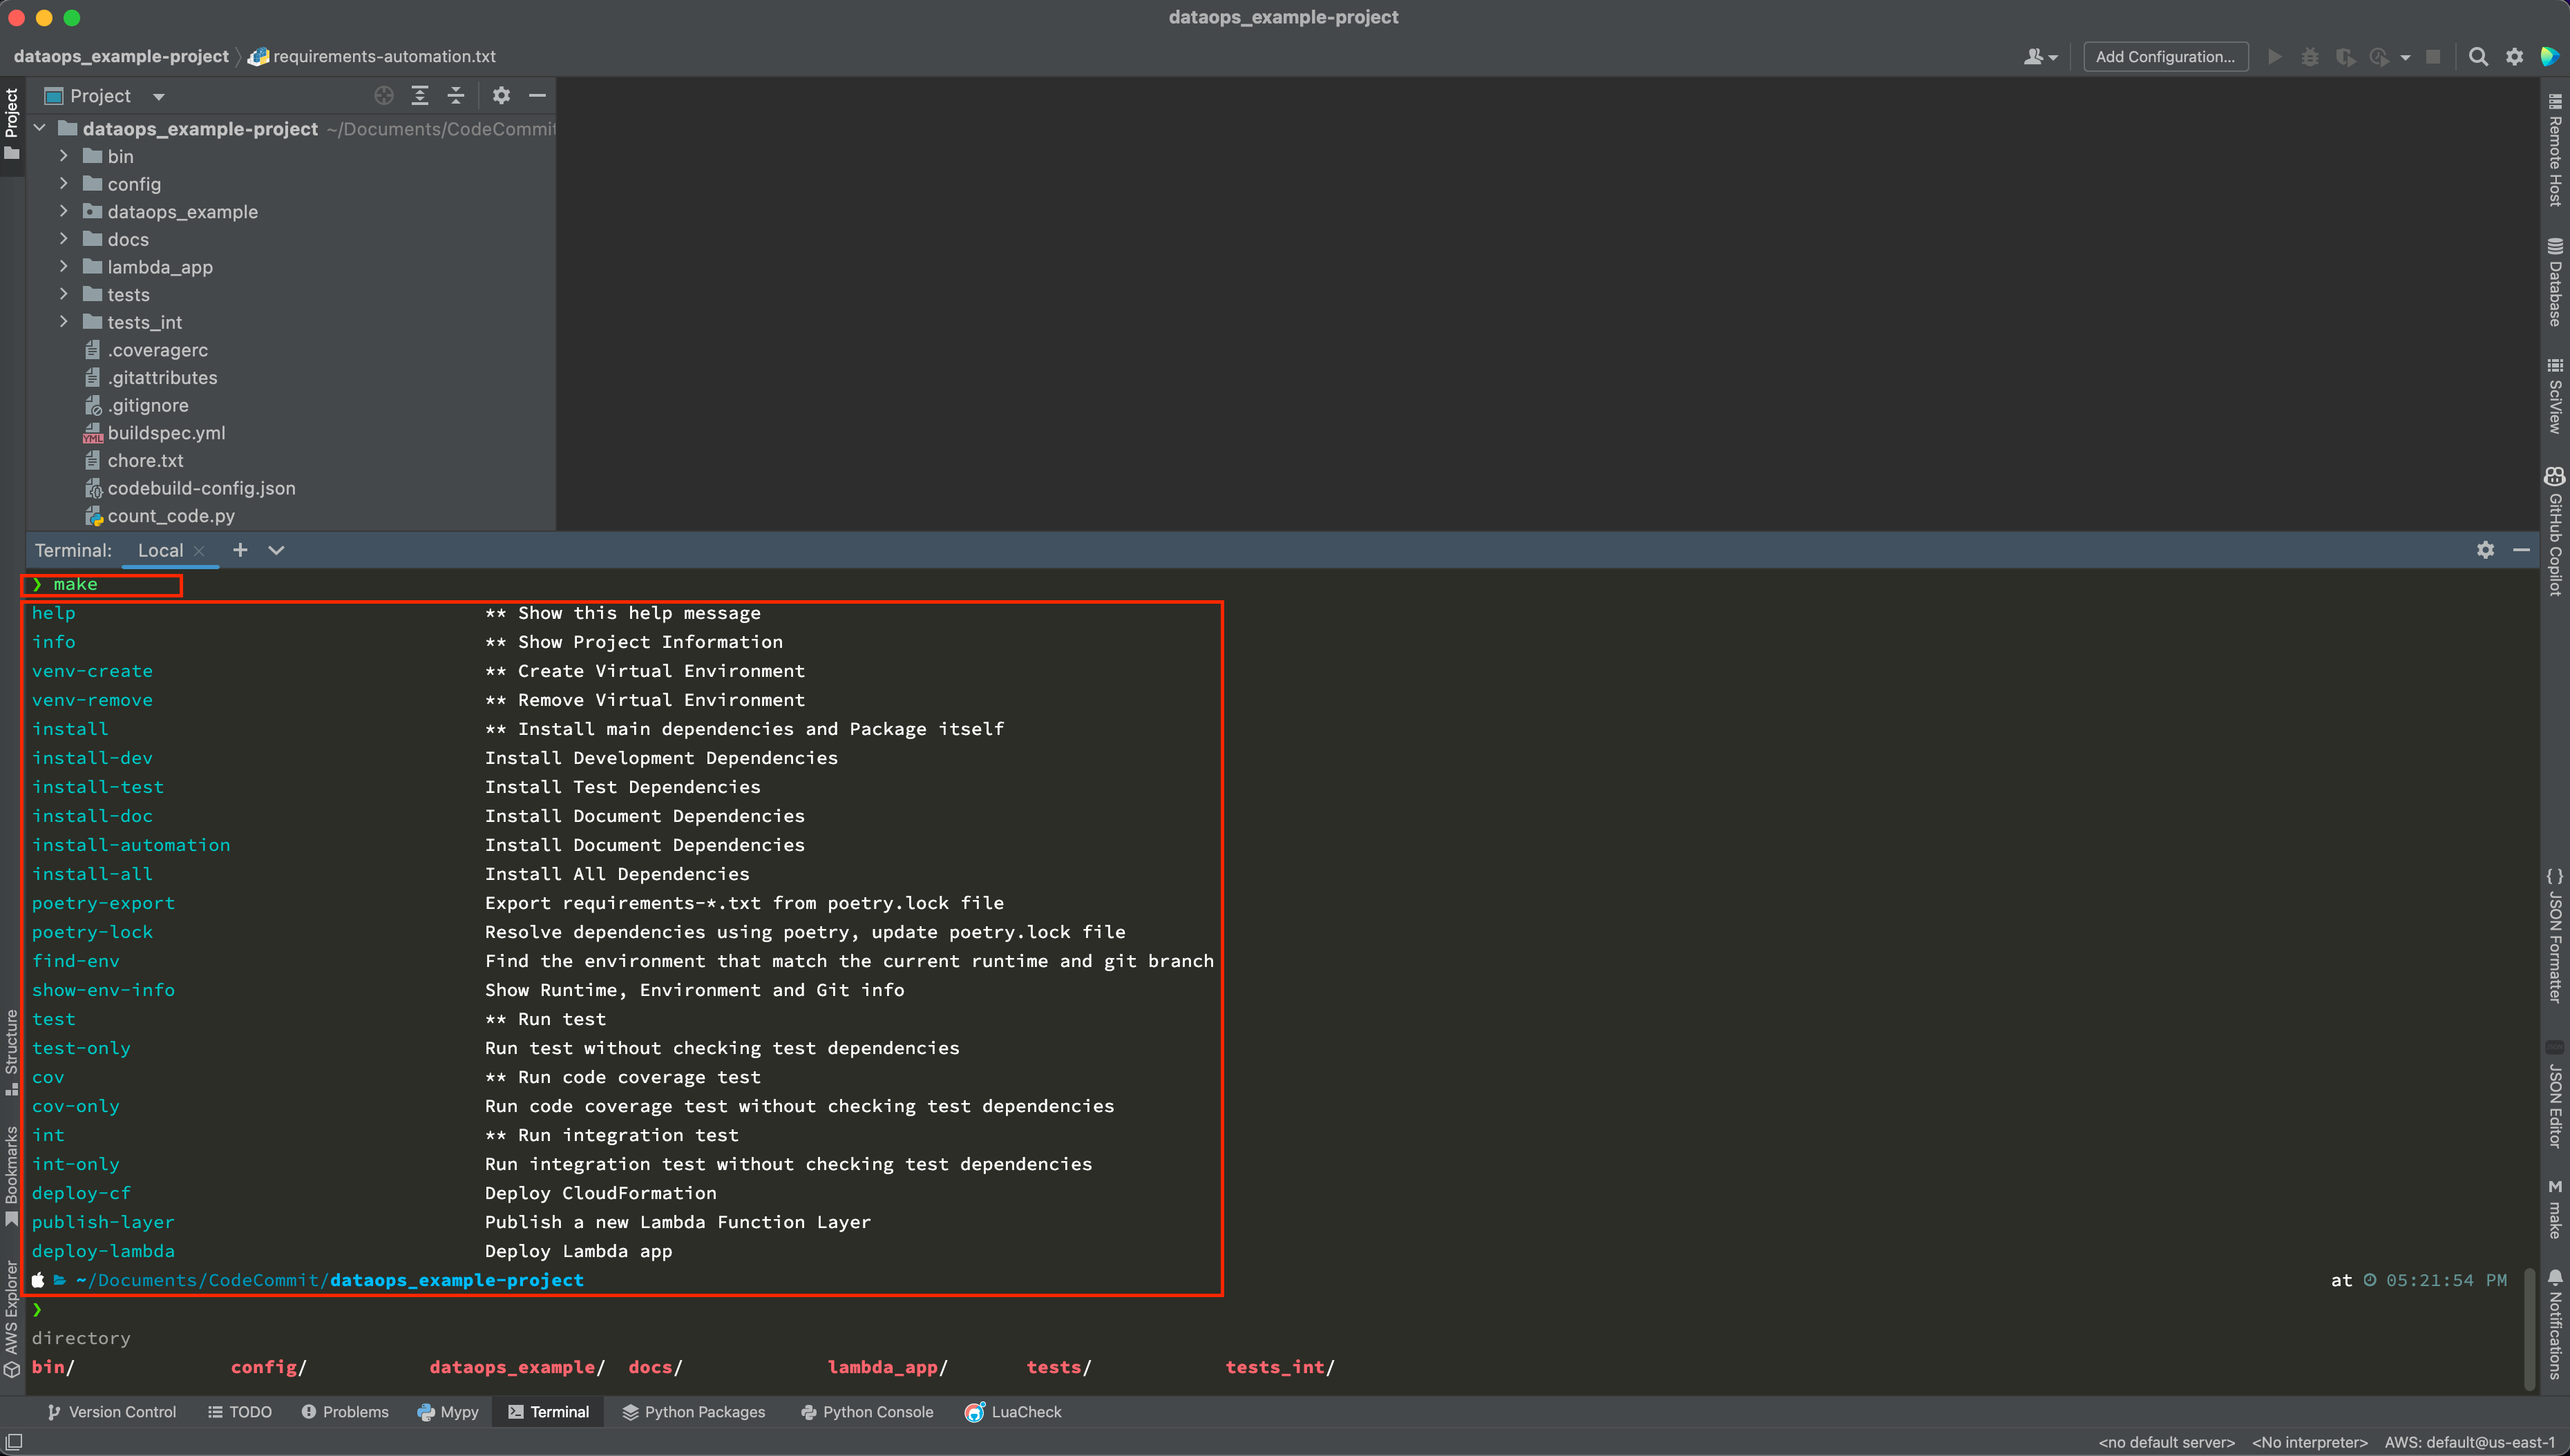 dataops_example-project
dataops_example-project 〉 requirements-automation.txt
Add Configuration...
Project
Project
dataops_example-project ~/Documents/CodeCommit
bin
config
dataops_example
docs
lambda_app
tests
tests_int
.coveragerc
.gitattributes
.gitignore
buildspec.yml
chore.txt
codebuild-config.json
count_code.py
Remote Host
Database
SciView
GitHub Copilot
JSON Formatter
JSON Editor
make
Notifications
Structure
Bookmarks
AWS Explorer
Terminal: Local
❯ make
help ** Show this help message
info ** Show Project Information
venv-create ** Create Virtual Environment
venv-remove ** Remove Virtual Environment
install ** Install main dependencies and Package itself
install-dev Install Development Dependencies
install-test Install Test Dependencies
install-doc Install Document Dependencies
install-automation Install Document Dependencies
install-all Install All Dependencies
poetry-export Export requirements-*.txt from poetry.lock file
poetry-lock Resolve dependencies using poetry, update poetry.lock file
find-env Find the environment that match the current runtime and git branch
show-env-info Show Runtime, Environment and Git info
test ** Run test
test-only Run test without checking test dependencies
cov ** Run code coverage test
cov-only Run code coverage test without checking test dependencies
int ** Run integration test
int-only Run integration test without checking test dependencies
deploy-cf Deploy CloudFormation
publish-layer Publish a new Lambda Function Layer
deploy-lambda Deploy Lambda app
~/Documents/CodeCommit/dataops_example-project at 05:21:54 PM
❯
directory
bin/ config/ dataops_example/ docs/ lambda_app/ tests/ tests_int/
Version Control TODO Problems Mypy Terminal Python Packages Python Console LuaCheck
<no default server> <No interpreter> AWS: default@us-east-1